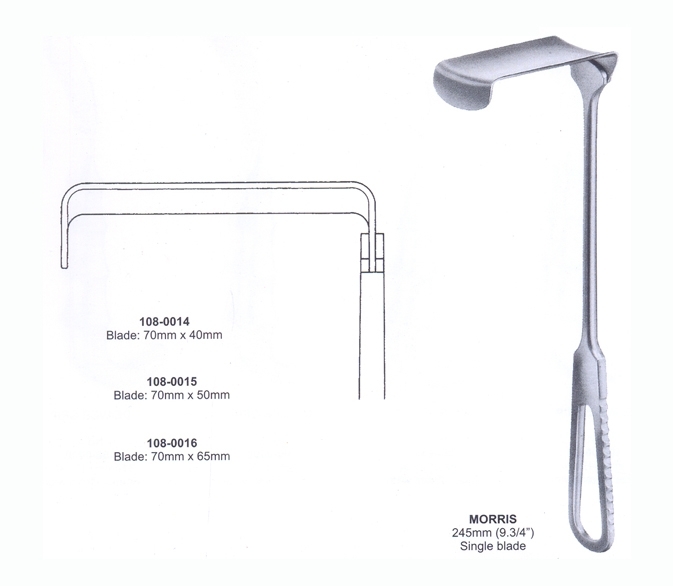 108-0014
Blade: 70mm x 40mm
108-0015
Blade: 70mm x 50mm
108-0016
Blade: 70mm x 65mm
MORRIS
245mm (9.3/4”)
Single blade